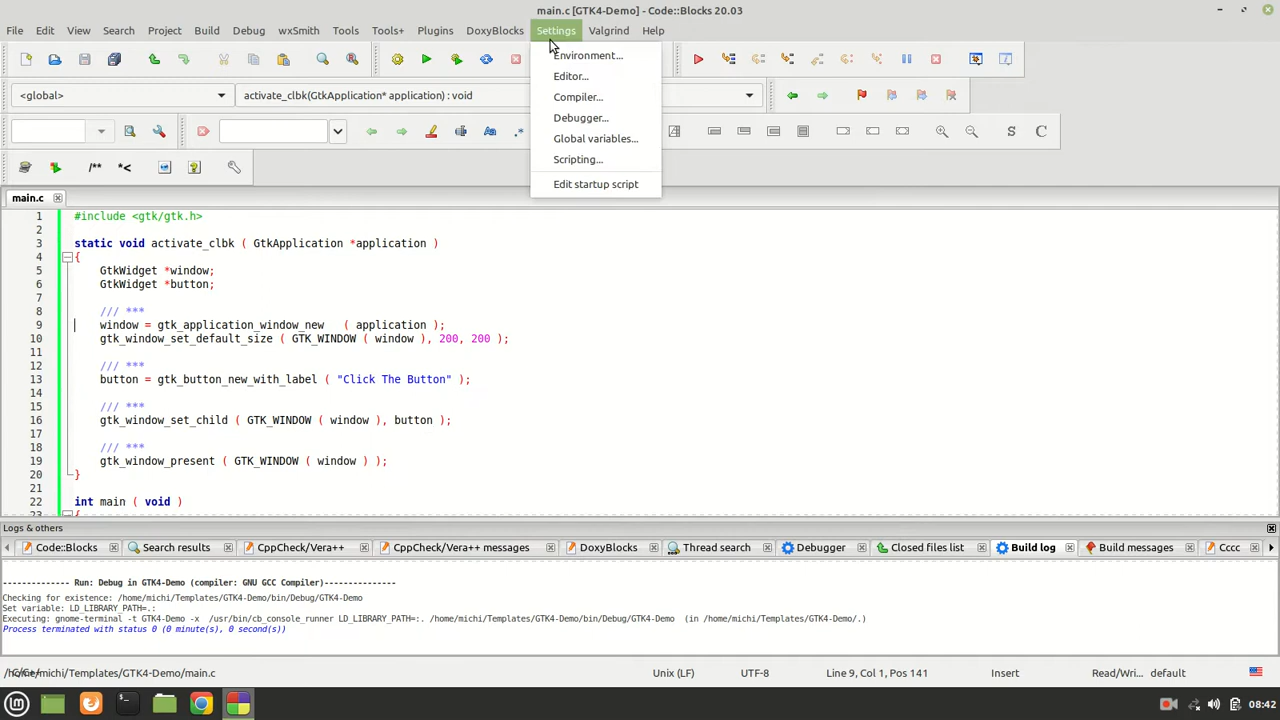 main.c [GTK4-Demo] - Code::Blocks 20.03
File Edit View Search Project Build Debug wxSmith Tools Tools+ Plugins DoxyBlocks Settings Valgrind Help
Environment...
Editor...
Compiler...
Debugger...
Global variables...
Scripting...
Edit startup script
<global> activate_clbk(GtkApplication* application) : void
.*
S C
/** *<
main.c
1 #include <gtk/gtk.h>
2
3 static void activate_clbk ( GtkApplication *application )
4 {
5 GtkWidget *window;
6 GtkWidget *button;
7
8 /// ***
9 window = gtk_application_window_new ( application );
10 gtk_window_set_default_size ( GTK_WINDOW ( window ), 200, 200 );
11
12 /// ***
13 button = gtk_button_new_with_label ( "Click The Button" );
14
15 /// ***
16 gtk_window_set_child ( GTK_WINDOW ( window ), button );
17
18 /// ***
19 gtk_window_present ( GTK_WINDOW ( window ) );
20 }
21
22 int main ( void )
23 {
Logs & others
Code::Blocks Search results CppCheck/Vera++ CppCheck/Vera++ messages DoxyBlocks Thread search Debugger Closed files list Build log Build messages Cccc
-------------- Run: Debug in GTK4-Demo (compiler: GNU GCC Compiler)---------------
Checking for existence: /home/michi/Templates/GTK4-Demo/bin/Debug/GTK4-Demo
Set variable: LD_LIBRARY_PATH=.:
Executing: gnome-terminal -t GTK4-Demo -x /usr/bin/cb_console_runner LD_LIBRARY_PATH=:. /home/michi/Templates/GTK4-Demo/bin/Debug/GTK4-Demo (in /home/michi/Templates/GTK4-Demo/.)
Process terminated with status 0 (0 minute(s), 0 second(s))
/home/michi/Templates/GTK4-Demo/main.c Unix (LF) UTF-8 Line 9, Col 1, Pos 141 Insert Read/Wri... default
08:42